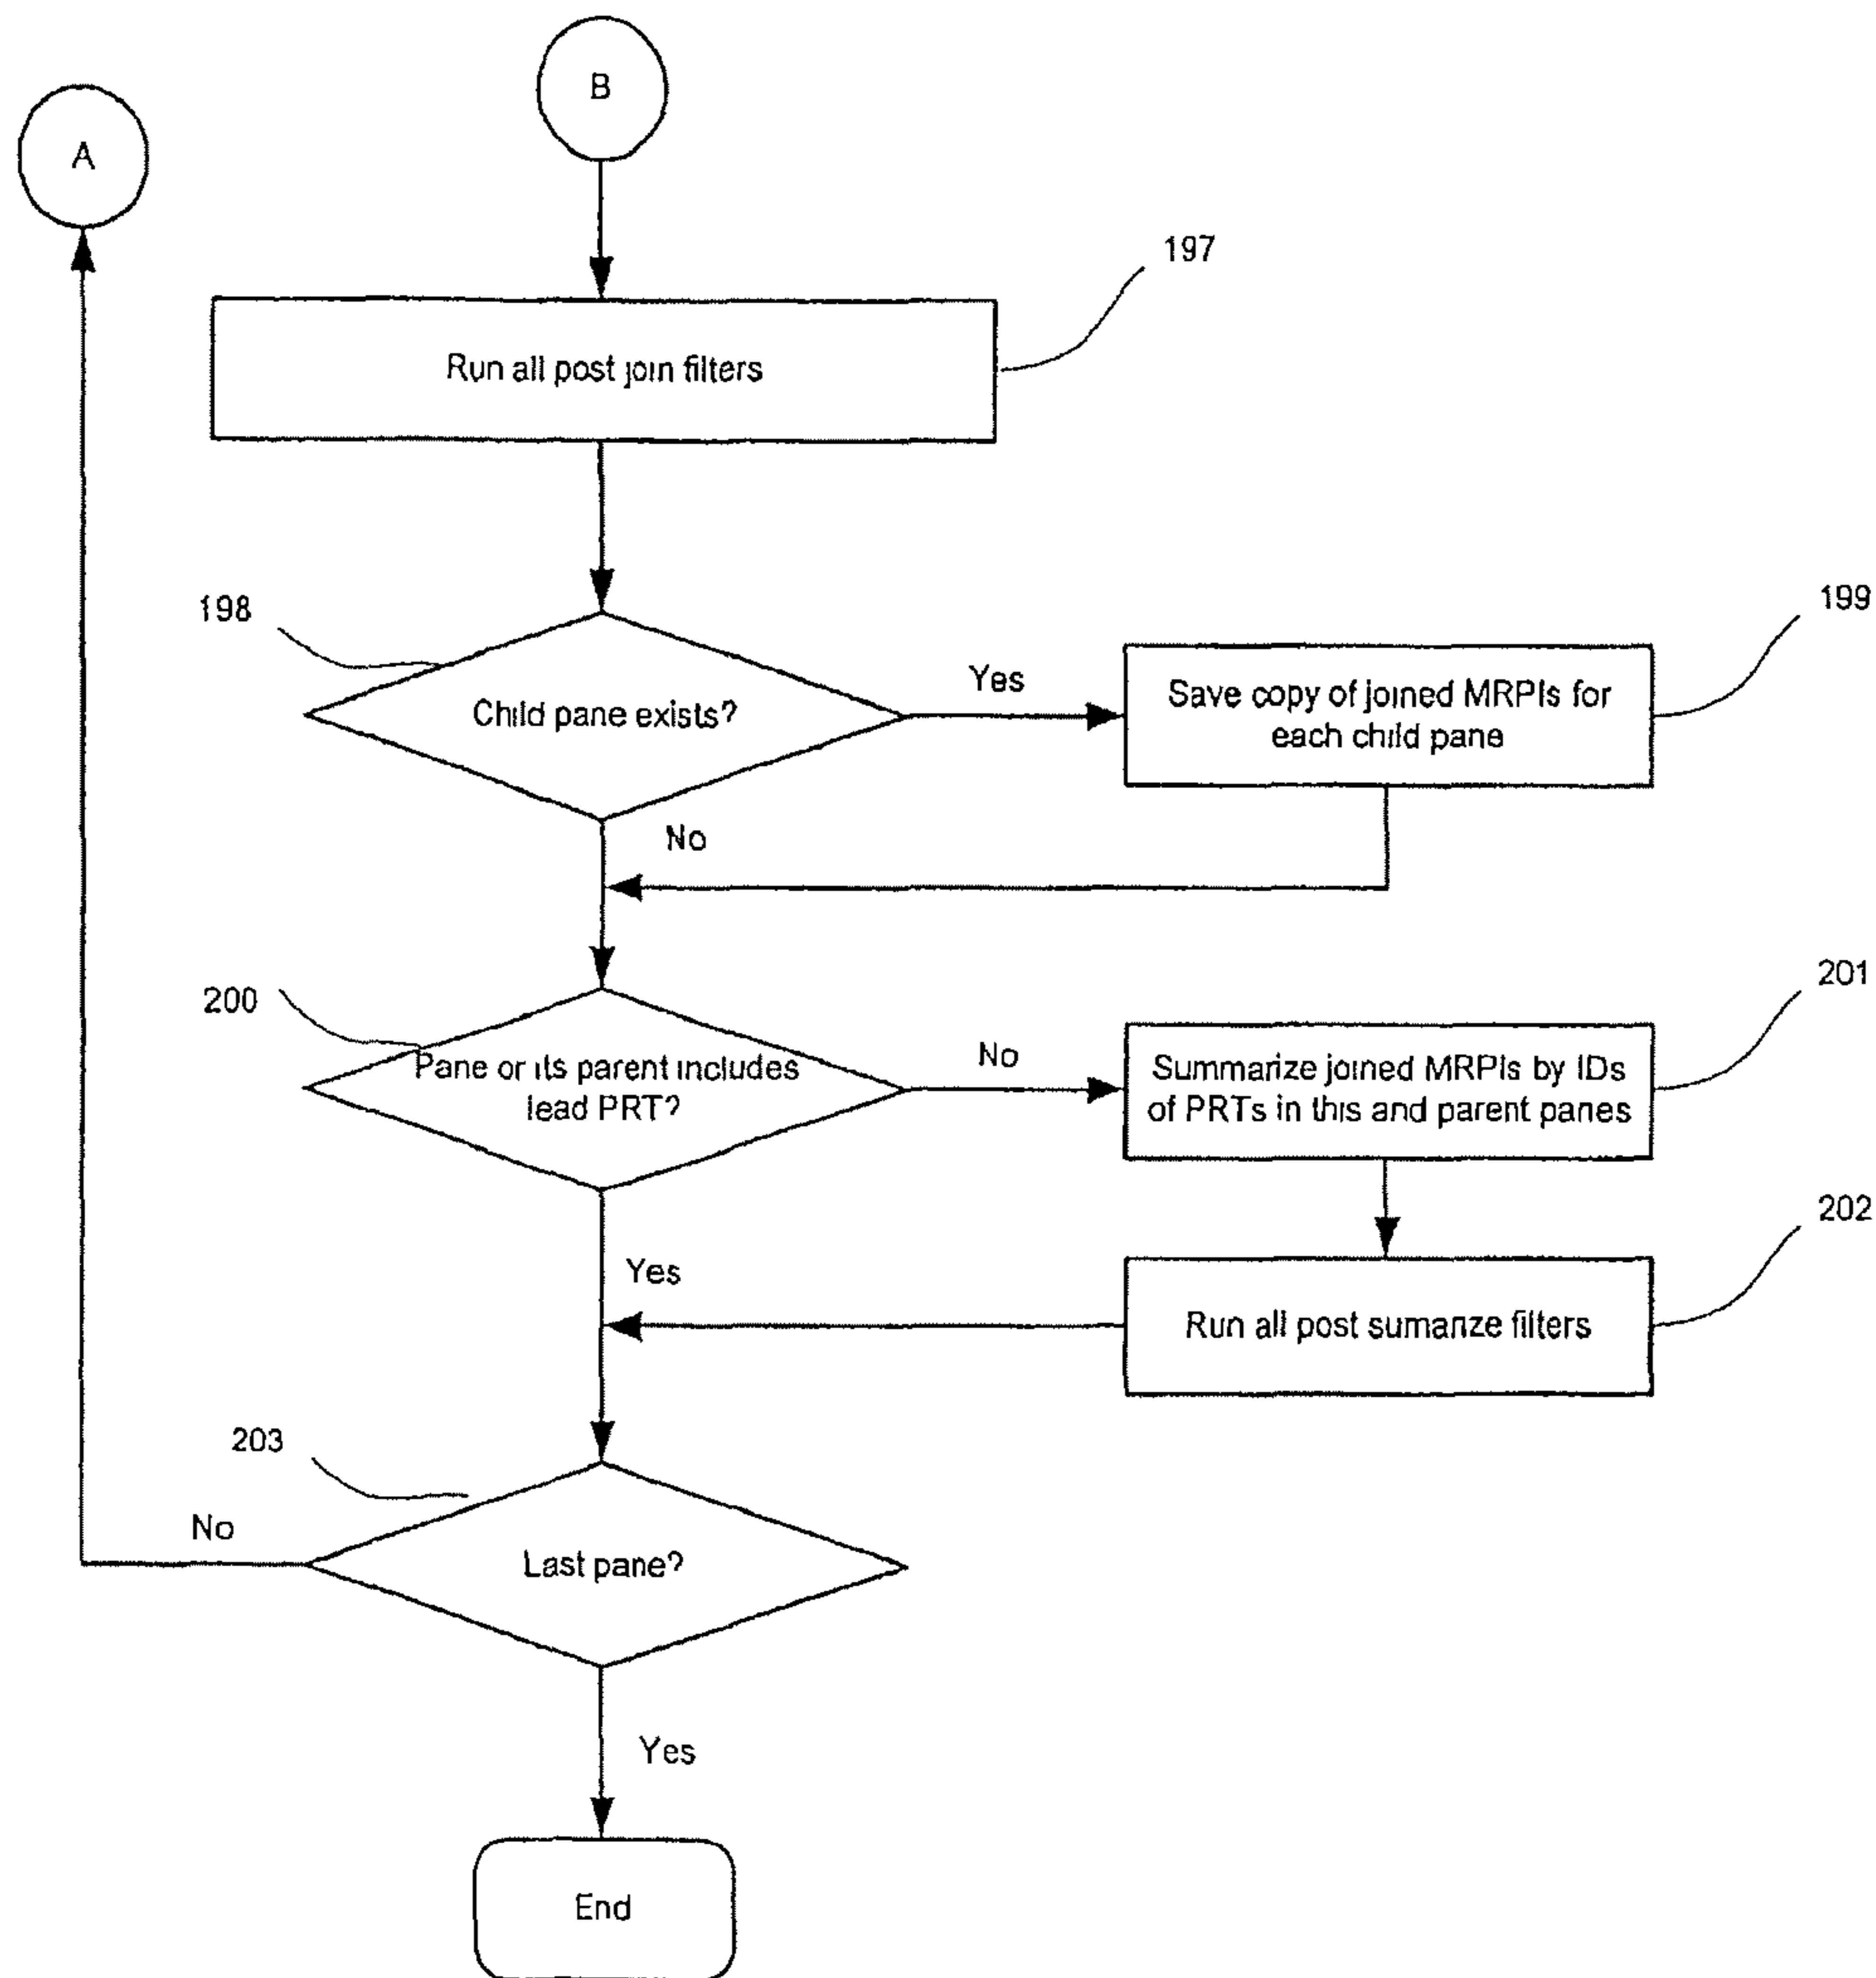 B
A
197
Run all post join filters
198
199
Yes
Save copy of joined MRPIs for
each child pane
Child pane exists?
No
200
201
Pane or its parent includes
lead PRT?
No
Summarize joined MRPIs by IDs
of PRTs in this and parent panes
202
Yes
Run all post sumarize filters
203
No
Last pane?
Yes
End